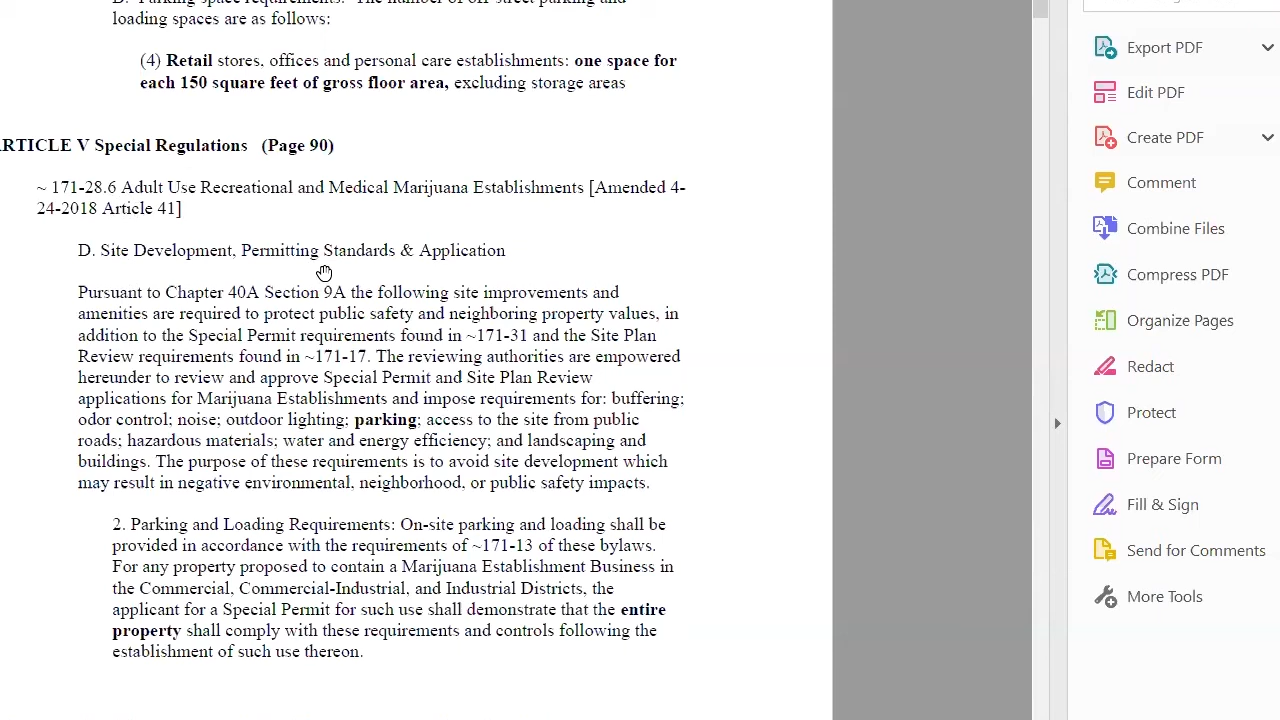 loading spaces are as follows:
(4) Retail stores, offices and personal care establishments: one space for
each 150 square feet of gross floor area, excluding storage areas
ARTICLE V Special Regulations (Page 90)
~ 171-28.6 Adult Use Recreational and Medical Marijuana Establishments [Amended 4-
24-2018 Article 41]
D. Site Development, Permitting Standards & Application
Pursuant to Chapter 40A Section 9A the following site improvements and
amenities are required to protect public safety and neighboring property values, in
addition to the Special Permit requirements found in ~171-31 and the Site Plan
Review requirements found in ~171-17. The reviewing authorities are empowered
hereunder to review and approve Special Permit and Site Plan Review
applications for Marijuana Establishments and impose requirements for: buffering;
odor control; noise; outdoor lighting; parking; access to the site from public
roads; hazardous materials; water and energy efficiency; and landscaping and
buildings. The purpose of these requirements is to avoid site development which
may result in negative environmental, neighborhood, or public safety impacts.
2. Parking and Loading Requirements: On-site parking and loading shall be
provided in accordance with the requirements of ~171-13 of these bylaws.
For any property proposed to contain a Marijuana Establishment Business in
the Commercial, Commercial-Industrial, and Industrial Districts, the
applicant for a Special Permit for such use shall demonstrate that the entire
property shall comply with these requirements and controls following the
establishment of such use thereon.
Export PDF
Edit PDF
Create PDF
Comment
Combine Files
Compress PDF
Organize Pages
Redact
Protect
Prepare Form
Fill & Sign
Send for Comments
More Tools